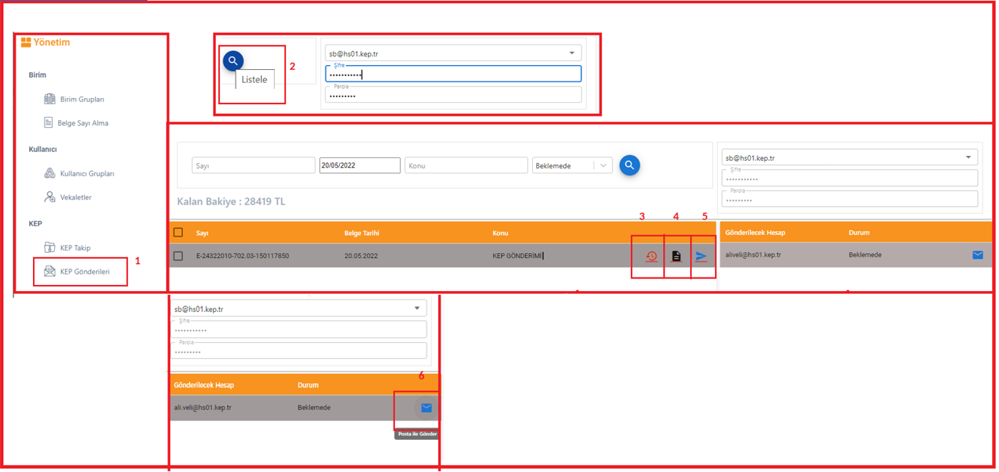 Yönetim
Birim
Birim Grupları
Belge Sayı Alma
Kullanıcı
Kullanıcı Grupları
Vekaletler
KEP
KEP Takip
KEP Gönderileri
1
Listele
2
sb@hs01.kep.tr
Şifre
Parola
Sayı
20/05/2022
Konu
Beklemede
Kalan Bakiye : 28419 TL
sb@hs01.kep.tr
Şifre
Parola
3
4
5
Sayı
Belge Tarihi
Konu
Gönderilecek Hesap
Durum
E-24322010-702.03-150117850
20.05.2022
KEP GÖNDERİMİ
aliveli@hs01.kep.tr
Beklemede
sb@hs01.kep.tr
Şifre
Parola
6
Gönderilecek Hesap
Durum
ali.veli@hs01.kep.tr
Beklemede
Posta ile Gönder